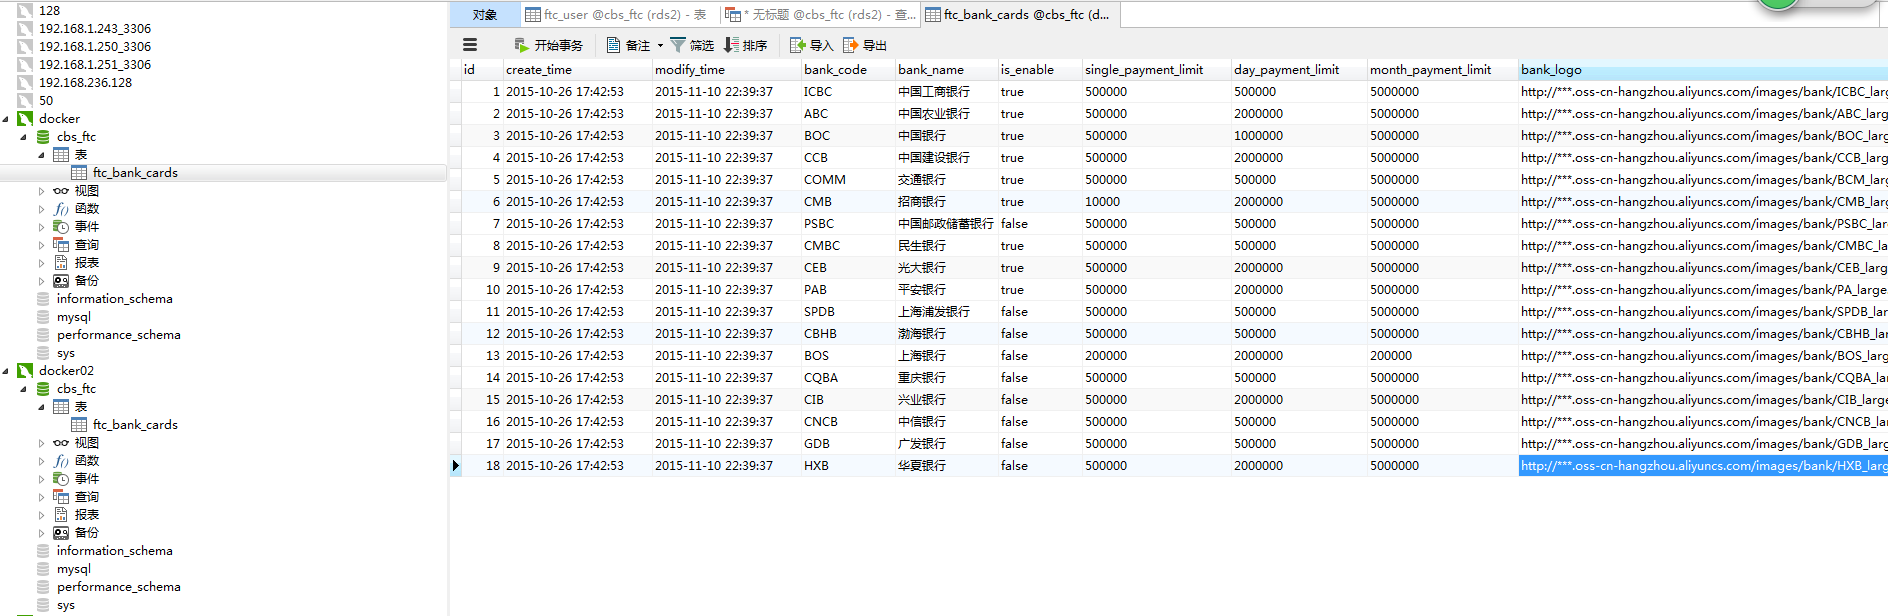 128
192.168.1.243_3306
192.168.1.250_3306
192.168.1.251_3306
192.168.236.128
50
docker
cbs_ftc
表
ftc_bank_cards
视图
函数
事件
查询
报表
备份
information_schema
mysql
performance_schema
sys
docker02
cbs_ftc
表
ftc_bank_cards
视图
函数
事件
查询
报表
备份
information_schema
mysql
performance_schema
sys
对象 ftc_user @cbs_ftc (rds2) - 表 * 无标题 @cbs_ftc (rds2) - 查... ftc_bank_cards @cbs_ftc (d...
开始事务 备注 筛选 排序 导入 导出
id create_time modify_time bank_code bank_name is_enable single_payment_limit day_payment_limit month_payment_limit bank_logo
1 2015-10-26 17:42:53 2015-11-10 22:39:37 ICBC 中国工商银行 true 500000 500000 5000000 http://***.oss-cn-hangzhou.aliyuncs.com/images/bank/ICBC_larg
2 2015-10-26 17:42:53 2015-11-10 22:39:37 ABC 中国农业银行 true 500000 2000000 5000000 http://***.oss-cn-hangzhou.aliyuncs.com/images/bank/ABC_larg
3 2015-10-26 17:42:53 2015-11-10 22:39:37 BOC 中国银行 true 500000 1000000 5000000 http://***.oss-cn-hangzhou.aliyuncs.com/images/bank/BOC_larg
4 2015-10-26 17:42:53 2015-11-10 22:39:37 CCB 中国建设银行 true 500000 2000000 5000000 http://***.oss-cn-hangzhou.aliyuncs.com/images/bank/CCB_larg
5 2015-10-26 17:42:53 2015-11-10 22:39:37 COMM 交通银行 true 500000 500000 5000000 http://***.oss-cn-hangzhou.aliyuncs.com/images/bank/BCM_larg
6 2015-10-26 17:42:53 2015-11-10 22:39:37 CMB 招商银行 true 10000 2000000 5000000 http://***.oss-cn-hangzhou.aliyuncs.com/images/bank/CMB_larg
7 2015-10-26 17:42:53 2015-11-10 22:39:37 PSBC 中国邮政储蓄银行 false 500000 500000 5000000 http://***.oss-cn-hangzhou.aliyuncs.com/images/bank/PSBC_lar
8 2015-10-26 17:42:53 2015-11-10 22:39:37 CMBC 民生银行 true 500000 500000 5000000 http://***.oss-cn-hangzhou.aliyuncs.com/images/bank/CMBC_la
9 2015-10-26 17:42:53 2015-11-10 22:39:37 CEB 光大银行 true 500000 2000000 5000000 http://***.oss-cn-hangzhou.aliyuncs.com/images/bank/CEB_larg
10 2015-10-26 17:42:53 2015-11-10 22:39:37 PAB 平安银行 true 500000 2000000 5000000 http://***.oss-cn-hangzhou.aliyuncs.com/images/bank/PA_large
11 2015-10-26 17:42:53 2015-11-10 22:39:37 SPDB 上海浦发银行 false 500000 500000 5000000 http://***.oss-cn-hangzhou.aliyuncs.com/images/bank/SPDB_lar
12 2015-10-26 17:42:53 2015-11-10 22:39:37 CBHB 渤海银行 false 500000 500000 5000000 http://***.oss-cn-hangzhou.aliyuncs.com/images/bank/CBHB_lar
13 2015-10-26 17:42:53 2015-11-10 22:39:37 BOS 上海银行 false 200000 2000000 200000 http://***.oss-cn-hangzhou.aliyuncs.com/images/bank/BOS_larg
14 2015-10-26 17:42:53 2015-11-10 22:39:37 CQBA 重庆银行 false 500000 500000 5000000 http://***.oss-cn-hangzhou.aliyuncs.com/images/bank/CQBA_lar
15 2015-10-26 17:42:53 2015-11-10 22:39:37 CIB 兴业银行 false 500000 2000000 5000000 http://***.oss-cn-hangzhou.aliyuncs.com/images/bank/CIB_large
16 2015-10-26 17:42:53 2015-11-10 22:39:37 CNCB 中信银行 false 500000 500000 5000000 http://***.oss-cn-hangzhou.aliyuncs.com/images/bank/CNCB_lar
17 2015-10-26 17:42:53 2015-11-10 22:39:37 GDB 广发银行 false 500000 500000 5000000 http://***.oss-cn-hangzhou.aliyuncs.com/images/bank/GDB_larg
18 2015-10-26 17:42:53 2015-11-10 22:39:37 HXB 华夏银行 false 500000 2000000 5000000 http://***.oss-cn-hangzhou.aliyuncs.com/images/bank/HXB_larg